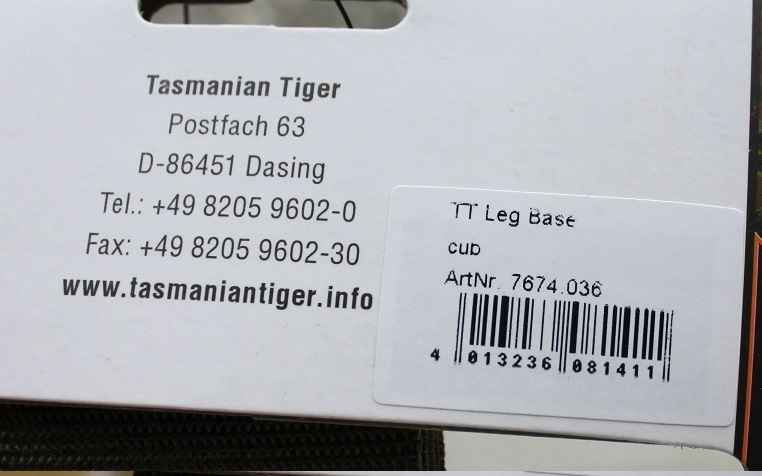 Tasmanian Tiger
Postfach 63
D-86451 Dasing
Tel.: +49 8205 9602-0
Fax: +49 8205 9602-30
www.tasmaniantiger.info
TT Leg Base
cub
ArtNr. 7674.036
4 013236 081411